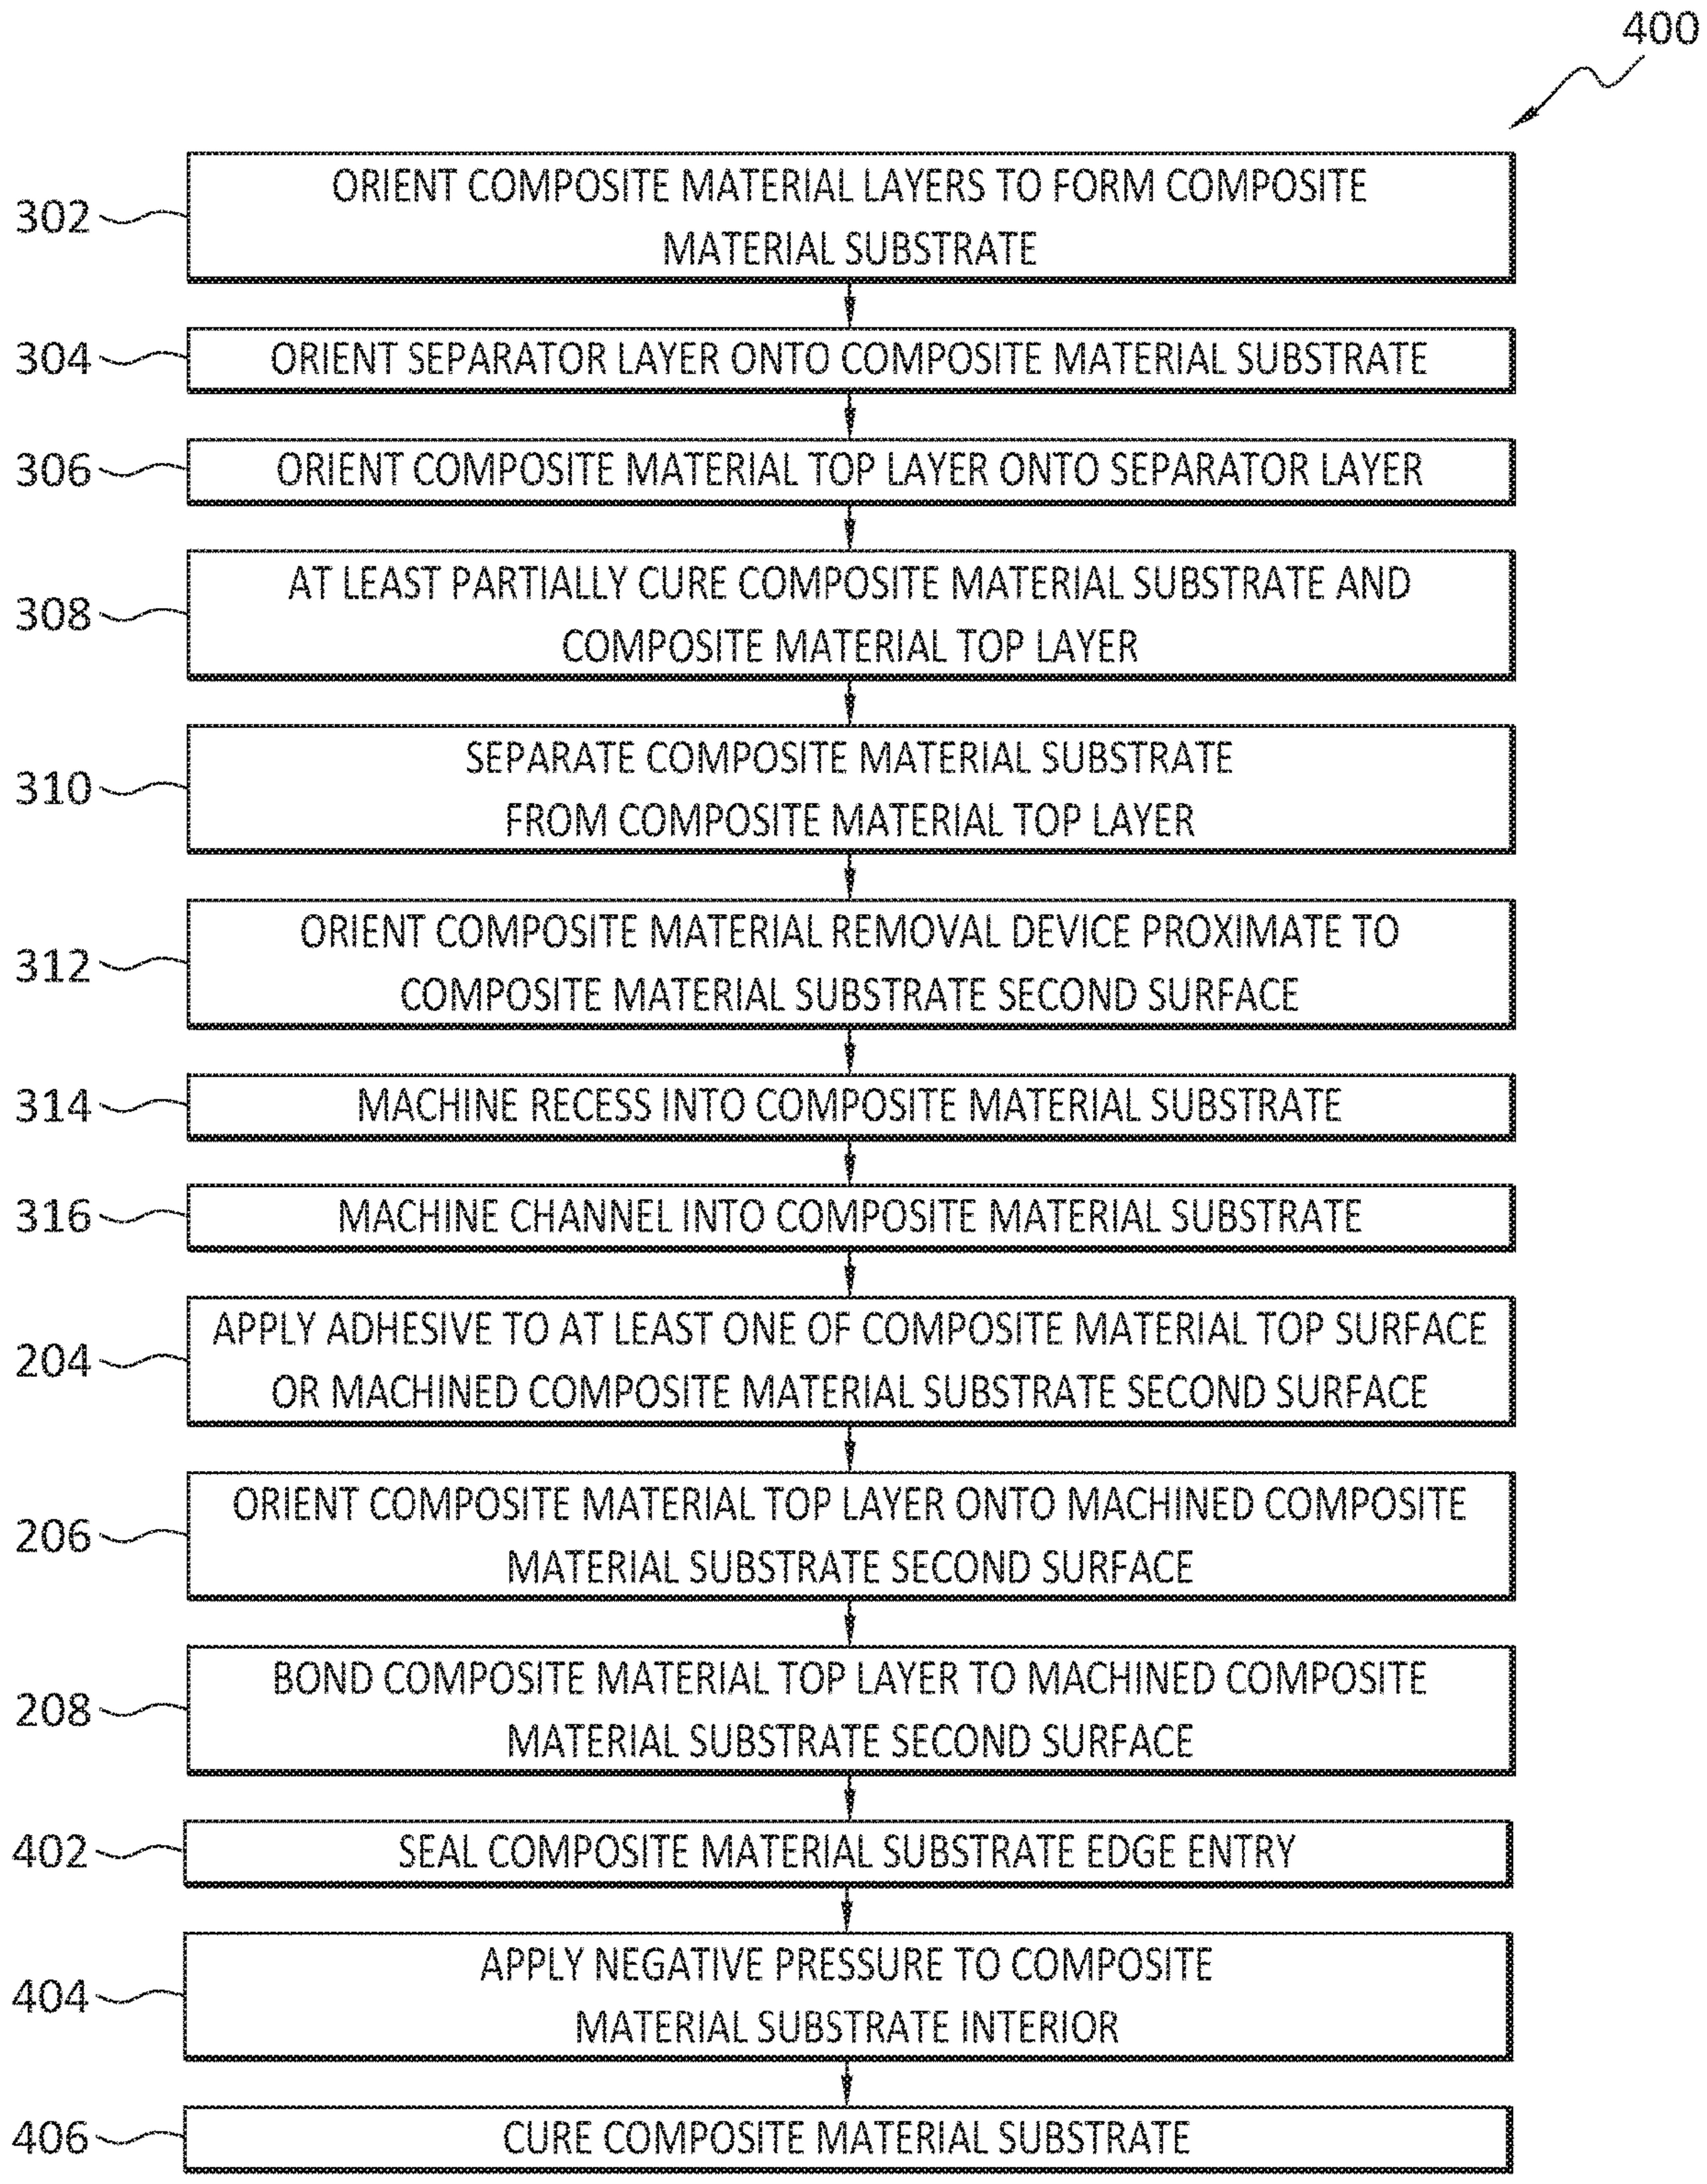 400
302
ORIENT COMPOSITE MATERIAL LAYERS TO FORM COMPOSITE
MATERIAL SUBSTRATE
304
ORIENT SEPARATOR LAYER ONTO COMPOSITE MATERIAL SUBSTRATE
306
ORIENT COMPOSITE MATERIAL TOP LAYER ONTO SEPARATOR LAYER
308
AT LEAST PARTIALLY CURE COMPOSITE MATERIAL SUBSTRATE AND
COMPOSITE MATERIAL TOP LAYER
310
SEPARATE COMPOSITE MATERIAL SUBSTRATE
FROM COMPOSITE MATERIAL TOP LAYER
312
ORIENT COMPOSITE MATERIAL REMOVAL DEVICE PROXIMATE TO
COMPOSITE MATERIAL SUBSTRATE SECOND SURFACE
314
MACHINE RECESS INTO COMPOSITE MATERIAL SUBSTRATE
316
MACHINE CHANNEL INTO COMPOSITE MATERIAL SUBSTRATE
204
APPLY ADHESIVE TO AT LEAST ONE OF COMPOSITE MATERIAL TOP SURFACE
OR MACHINED COMPOSITE MATERIAL SUBSTRATE SECOND SURFACE
206
ORIENT COMPOSITE MATERIAL TOP LAYER ONTO MACHINED COMPOSITE
MATERIAL SUBSTRATE SECOND SURFACE
208
BOND COMPOSITE MATERIAL TOP LAYER TO MACHINED COMPOSITE
MATERIAL SUBSTRATE SECOND SURFACE
402
SEAL COMPOSITE MATERIAL SUBSTRATE EDGE ENTRY
404
APPLY NEGATIVE PRESSURE TO COMPOSITE
MATERIAL SUBSTRATE INTERIOR
406
CURE COMPOSITE MATERIAL SUBSTRATE